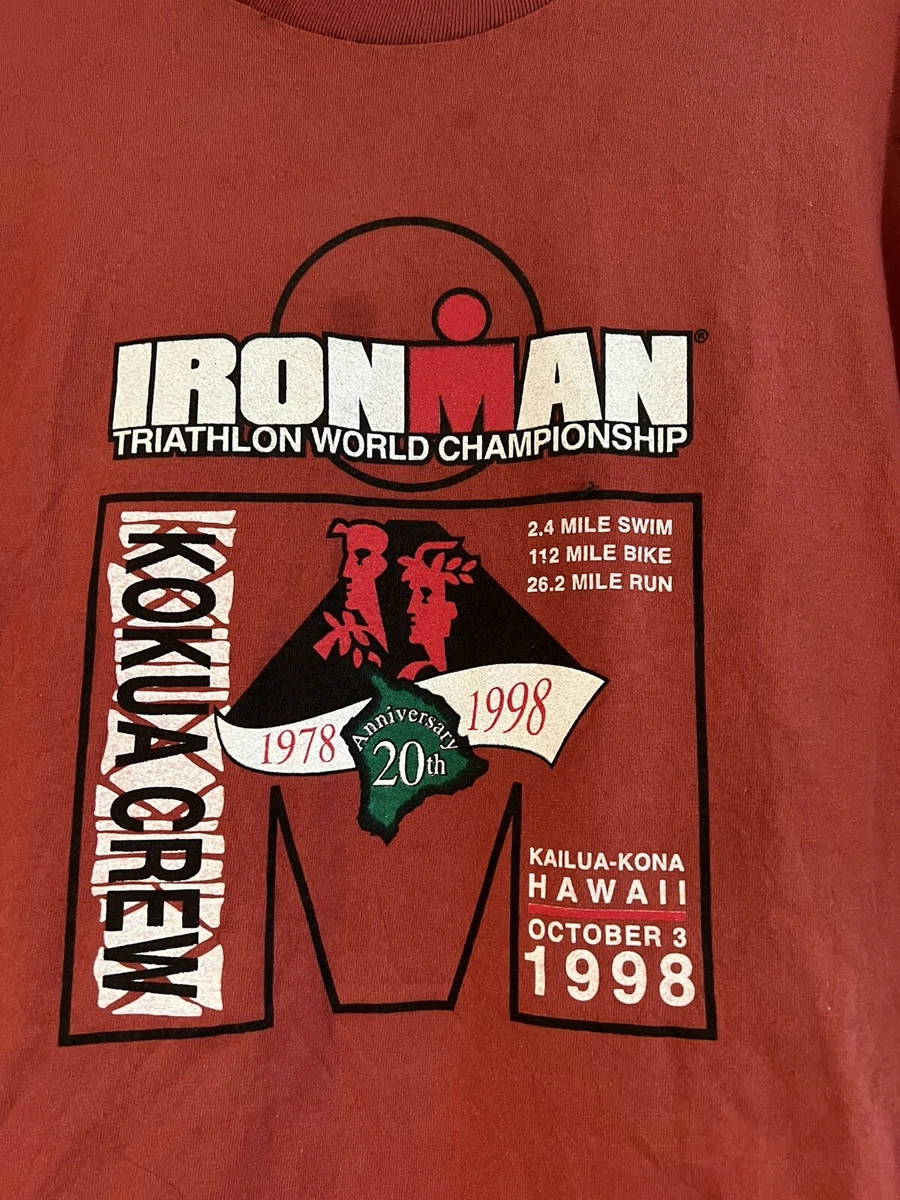 IRONMAN®
TRIATHLON WORLD CHAMPIONSHIP
KOKUA CREW
2.4 MILE SWIM
112 MILE BIKE
26.2 MILE RUN
1978
Anniversary
20th
1998
KAILUA-KONA
HAWAII
OCTOBER 3
1998